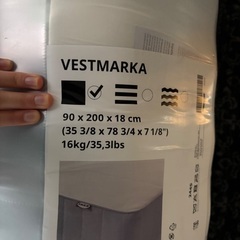 VESTMARKA
90 x 200 x 18 cm
(35 3/8 x 78 3/4 x 7 1/8")
16kg/35,3lbs